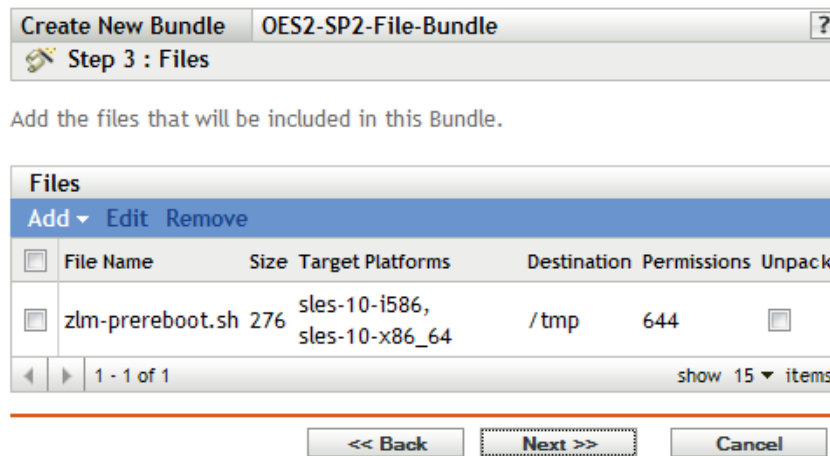 Create New Bundle OES2-SP2-File-Bundle ?
Step 3 : Files
Add the files that will be included in this Bundle.
Files
Add Edit Remove
File Name Size Target Platforms Destination Permissions Unpack
zlm-prereboot.sh 276 sles-10-i586, /tmp 644
sles-10-x86_64
1 - 1 of 1 show 15 items
<< Back Next >> Cancel